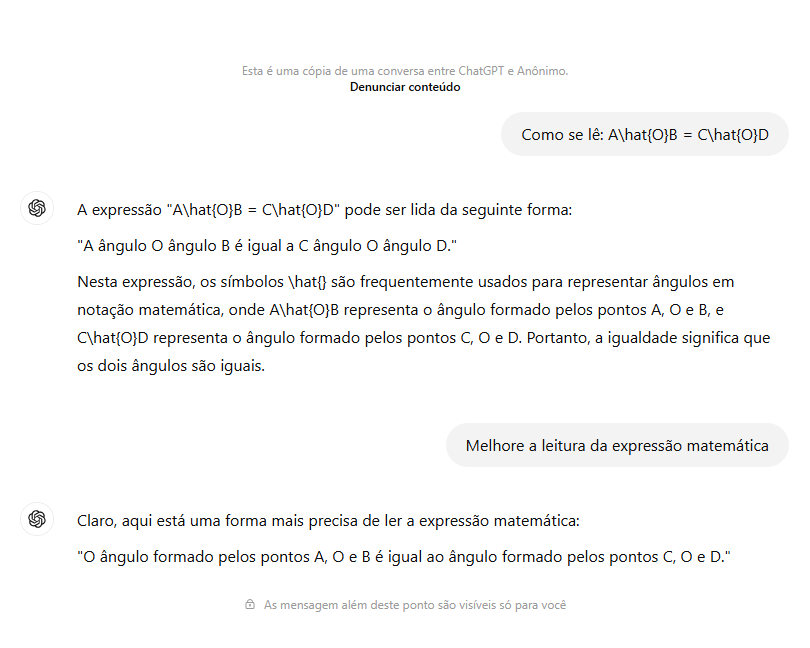 Esta é uma cópia de uma conversa entre ChatGPT e Anônimo.
Denunciar conteúdo
Como se lê: A\hat{O}B = C\hat{O}D
A expressão "A\hat{O}B = C\hat{O}D" pode ser lida da seguinte forma:
"A ângulo O ângulo B é igual a C ângulo O ângulo D."
Nesta expressão, os símbolos \hat{} são frequentemente usados para representar ângulos em
notação matemática, onde A\hat{O}B representa o ângulo formado pelos pontos A, O e B, e
C\hat{O}D representa o ângulo formado pelos pontos C, O e D. Portanto, a igualdade significa que
os dois ângulos são iguais.
Melhore a leitura da expressão matemática
Claro, aqui está uma forma mais precisa de ler a expressão matemática:
"O ângulo formado pelos pontos A, O e B é igual ao ângulo formado pelos pontos C, O e D."
As mensagem além deste ponto são visíveis só para você